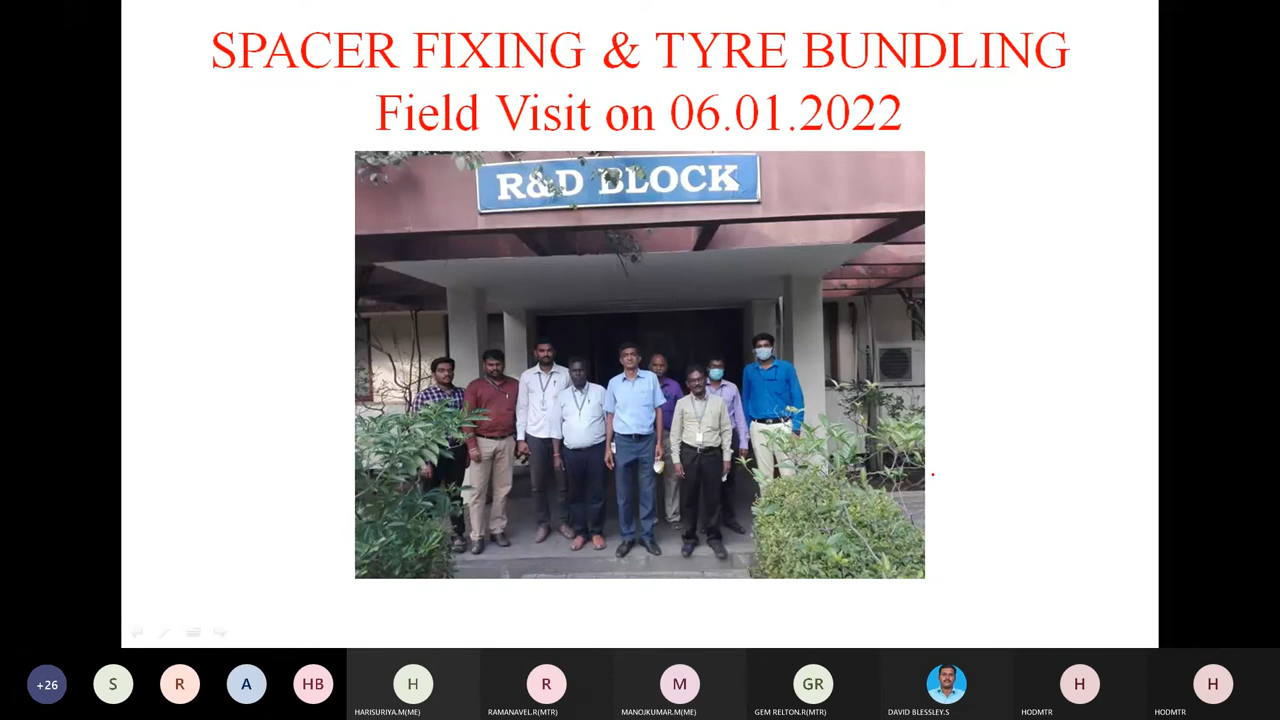 SPACER FIXING & TYRE BUNDLING
Field Visit on 06.01.2022
R&D BLOCK
+26
S
R
A
HB
H
R
M
GR
H
H
HARISURIYA.M(ME)
RAMANAVEL.R(MTR)
MANOJKUMAR.M(ME)
GEM RELTON.R(MTR)
DAVID BLESSLEY.S
HODMTR
HODMTR